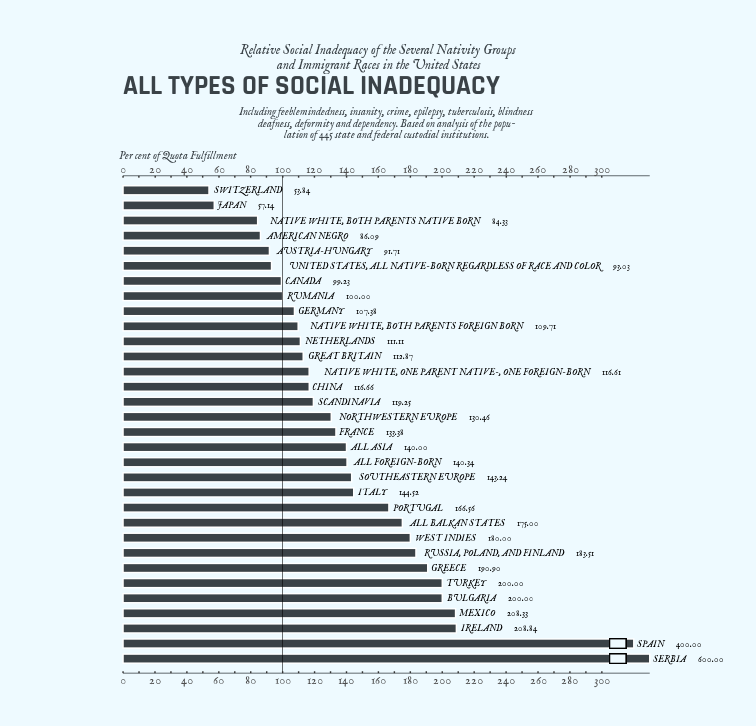 Relative Social Inadequacy of the Several Nativity Groups
and Immigrant Races in the United States
ALL TYPES OF SOCIAL INADEQUACY
Including feeblemindedness, insanity, crime, epilepsy, tuberculosis, blindness
deafness, deformity and dependency. Based on analysis of the popu-
lation of 445 state and federal custodial institutions.
Per cent of Quota Fulfillment
0 20 40 60 80 100 120 140 160 180 200 220 240 260 280 300
SWITZERLAND 53.84
JAPAN 57.14
NATIVE WHITE, BOTH PARENTS NATIVE BORN 84.33
AMERICAN NEGRO 86.09
AUSTRIA-HUNGARY 91.71
UNITED STATES, ALL NATIVE-BORN REGARDLESS OF RACE AND COLOR 93.03
CANADA 99.23
RUMANIA 100.00
GERMANY 107.38
NATIVE WHITE, BOTH PARENTS FOREIGN BORN 109.71
NETHERLANDS 111.11
GREAT BRITAIN 112.87
NATIVE WHITE, ONE PARENT NATIVE-, ONE FOREIGN-BORN 116.61
CHINA 116.66
SCANDINAVIA 119.25
NORTHWESTERN EUROPE 130.46
FRANCE 133.38
ALL ASIA 140.00
ALL FOREIGN-BORN 140.34
SOUTHEASTERN EUROPE 143.24
ITALY 144.52
PORTUGAL 166.56
ALL BALKAN STATES 175.00
WEST INDIES 180.00
RUSSIA, POLAND, AND FINLAND 183.51
GREECE 190.90
TURKEY 200.00
BULGARIA 200.00
MEXICO 208.33
IRELAND 208.84
SPAIN 400.00
SERBIA 600.00
0 20 40 60 80 100 120 140 160 180 200 220 240 260 280 300